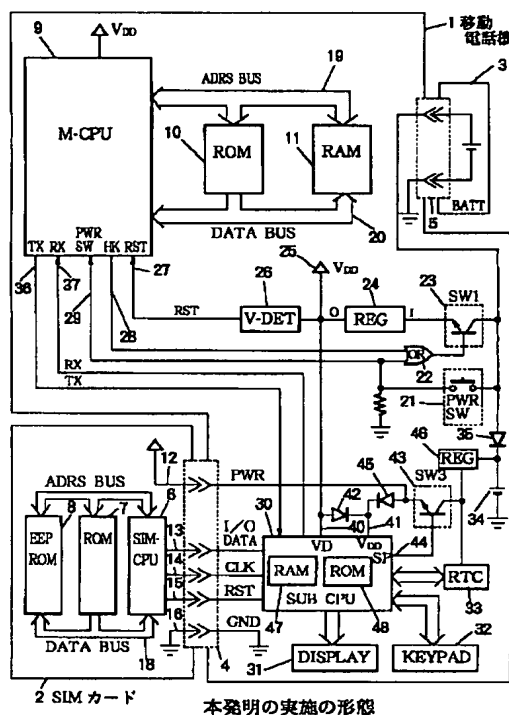 1 移動
電話機
9
VDD
M-CPU
ADRS BUS
19
3
10
ROM
11
RAM
BATT
5
DATA BUS
20
TX RX PWR SW HK RST
36
37
29
28
27
25
VDD
26
24
23
SW1
RST
V-DET
O
REG
I
RX
TX
OR
22
21
PWR
SW
35
46
REG
43
SW3
34
12
PWR
45
42
ADRS BUS
8
7
6
EEP
ROM
ROM
SIM-
CPU
13
I/O
DATA
14
CLK
15
RST
16
GND
30
40
41
VD
VDD
SP
44
RAM
ROM
SUB CPU
47
48
RTC
33
DATA BUS
18
4
31
DISPLAY
KEYPAD
32
2 SIM カード
本発明の実施の形態